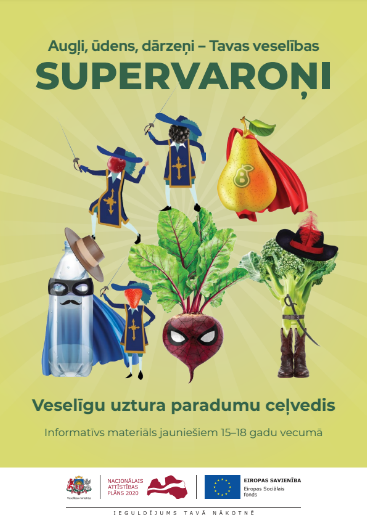 Augļi, ūdens, dārzeņi – Tavas veselības
SUPERVAROŅI
Veselīgu uztura paradumu ceļvedis
Informatīvs materiāls jauniešiem 15–18 gadu vecumā
NACIONĀLAIS
ATTĪSTĪBAS
PLĀNS 2020
EIROPAS SAVIENĪBA
Eiropas Sociālais
fonds
IEGULDĪJUMS TAVĀ NĀKOTNĒ